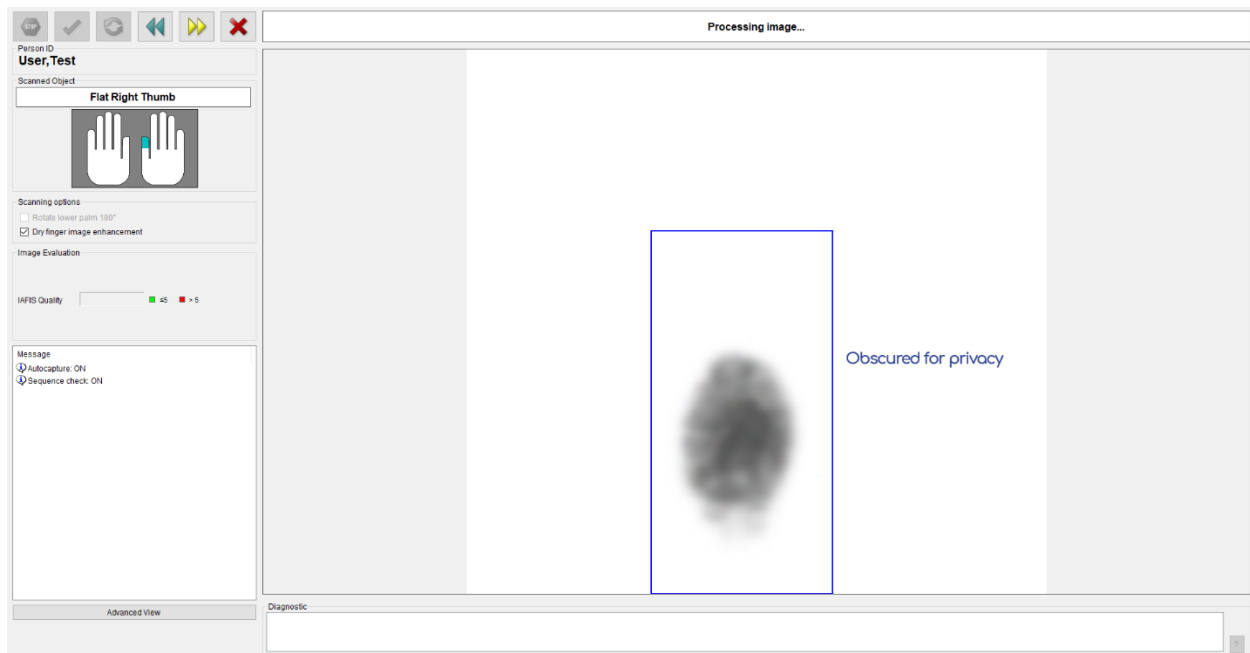 STOP
Processing image...
Person ID
User,Test
Scanned Object
Flat Right Thumb
Scanning options
Rotate lower palm 180°
Dry finger image enhancement
Image Evaluation
IAFIS Quality ≤5 > 5
Message
Autocapture: ON
Sequence check: ON
Obscured for privacy
Advanced View
Diagnostic
?